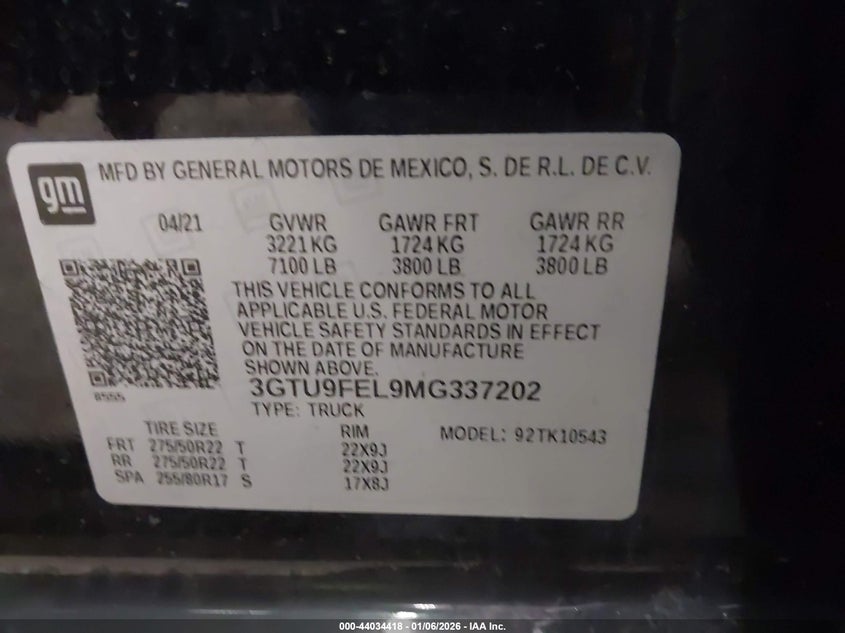 gm
MFD BY GENERAL MOTORS DE MEXICO, S. DE R.L. DE C.V.
04/21 GVWR GAWR FRT GAWR RR
3221 KG 1724 KG 1724 KG
7100 LB 3800 LB 3800 LB
THIS VEHICLE CONFORMS TO ALL
APPLICABLE U.S. FEDERAL MOTOR
VEHICLE SAFETY STANDARDS IN EFFECT
ON THE DATE OF MANUFACTURE
SHOWN ABOVE.
8555
3GTU9FEL9MG337202
TYPE: TRUCK
TIRE SIZE RIM MODEL: 92TK10543
FRT 275/50R22 T 22X9J
RR 275/50R22 T 22X9J
SPA 255/80R17 S 17X8J
000-44034418 - 01/06/2026 - IAA Inc.